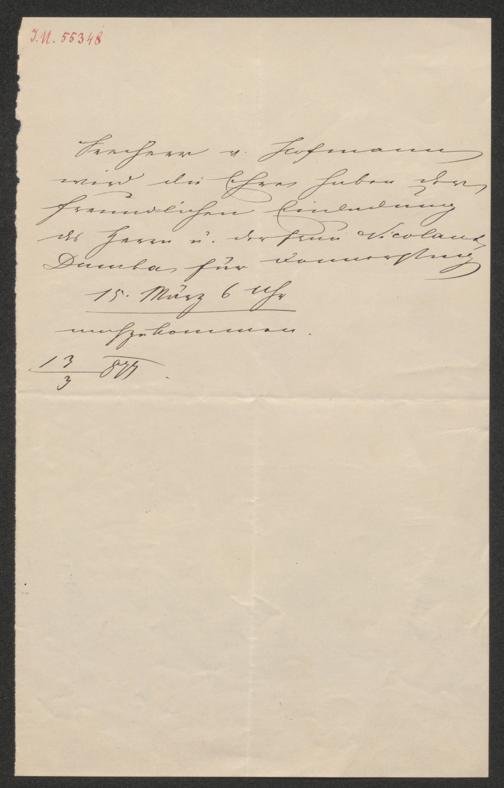 I.N. 55348
Freiherr v. Hofmann
wird die Ehre haben der
freundlichen Einladung
des Herrn u. der Frau Nicolaus
Dumba für Donnerstag
15. März 6 Uhr
nachzukommen.
13/3 877.